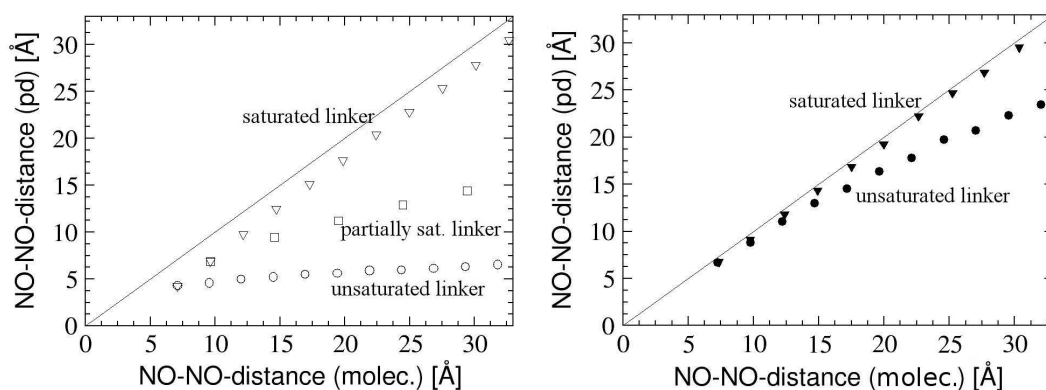 30
25
20
15
10
5
0
NO-NO-distance (pd) [Å]
saturated linker
partially sat. linker
unsaturated linker
0 5 10 15 20 25 30
NO-NO-distance (molec.) [Å]
30
25
20
15
10
5
0
NO-NO-distance (pd) [Å]
saturated linker
unsaturated linker
0 5 10 15 20 25 30
NO-NO-distance (molec.) [Å]